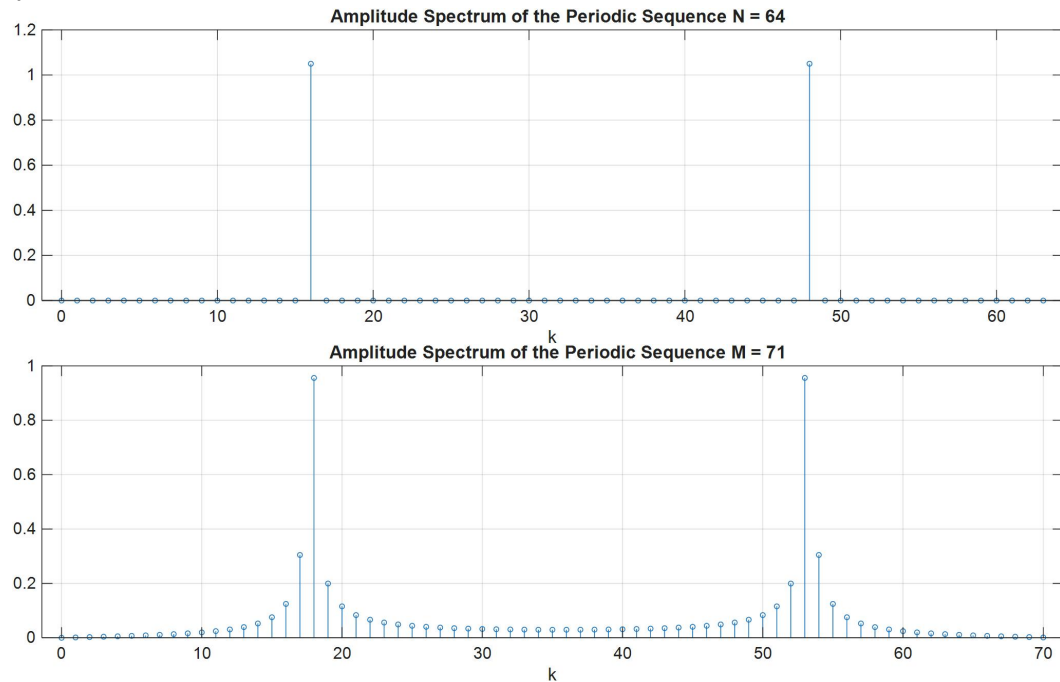 Amplitude Spectrum of the Periodic Sequence N = 64
1.2
1
0.8
0.6
0.4
0.2
0
0 10 20 30 40 50 60
k
Amplitude Spectrum of the Periodic Sequence M = 71
1
0.8
0.6
0.4
0.2
0
0 10 20 30 40 50 60 70
k